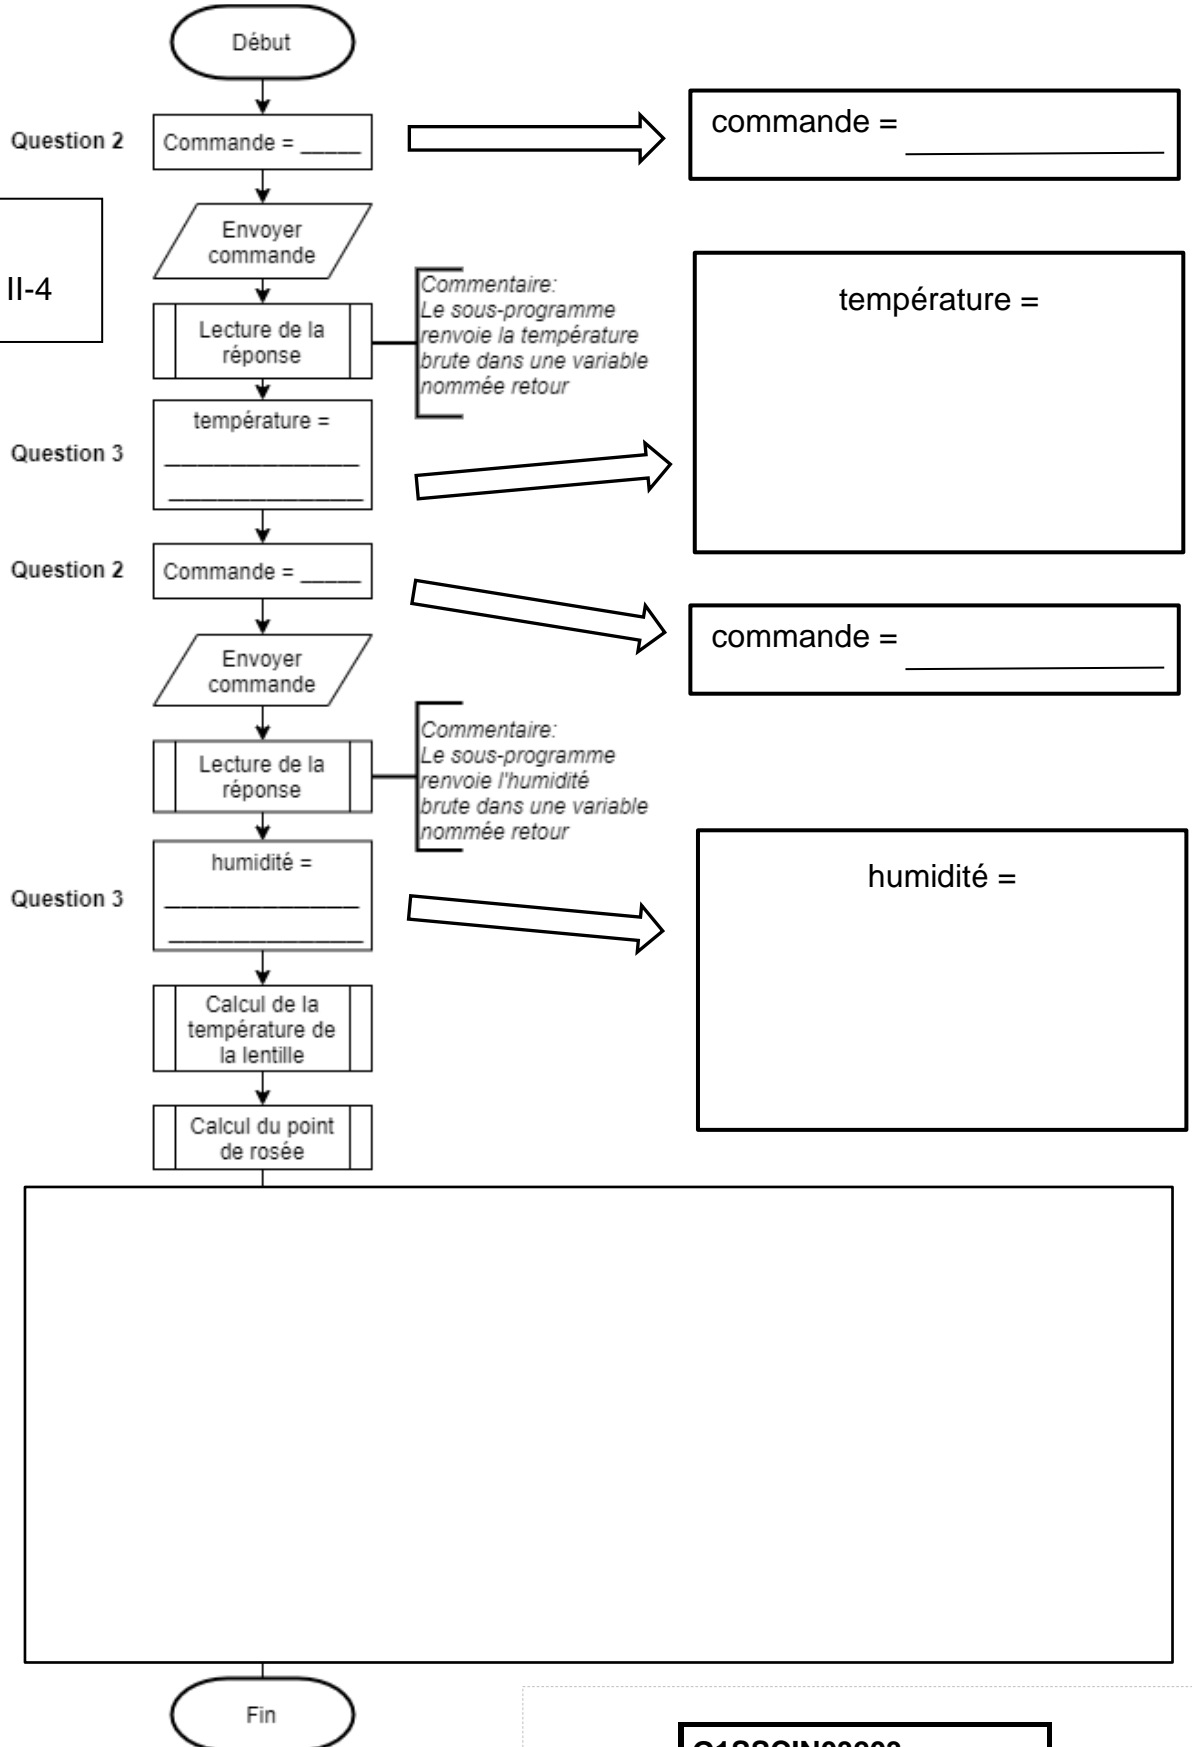 Début
Question 2
Commande = _____
commande = 
Envoyer
commande
II-4
Lecture de la
réponse
Commentaire:
Le sous-programme
renvoie la température
brute dans une variable
nommée retour
température =
Question 3
température =
Question 2
Commande = _____
commande =
Envoyer
commande
Lecture de la
réponse
Commentaire:
Le sous-programme
renvoie l'humidité
brute dans une variable
nommée retour
humidité =
Question 3
humidité =
Calcul de la
température de
la lentille
Calcul du point
de rosée
Fin